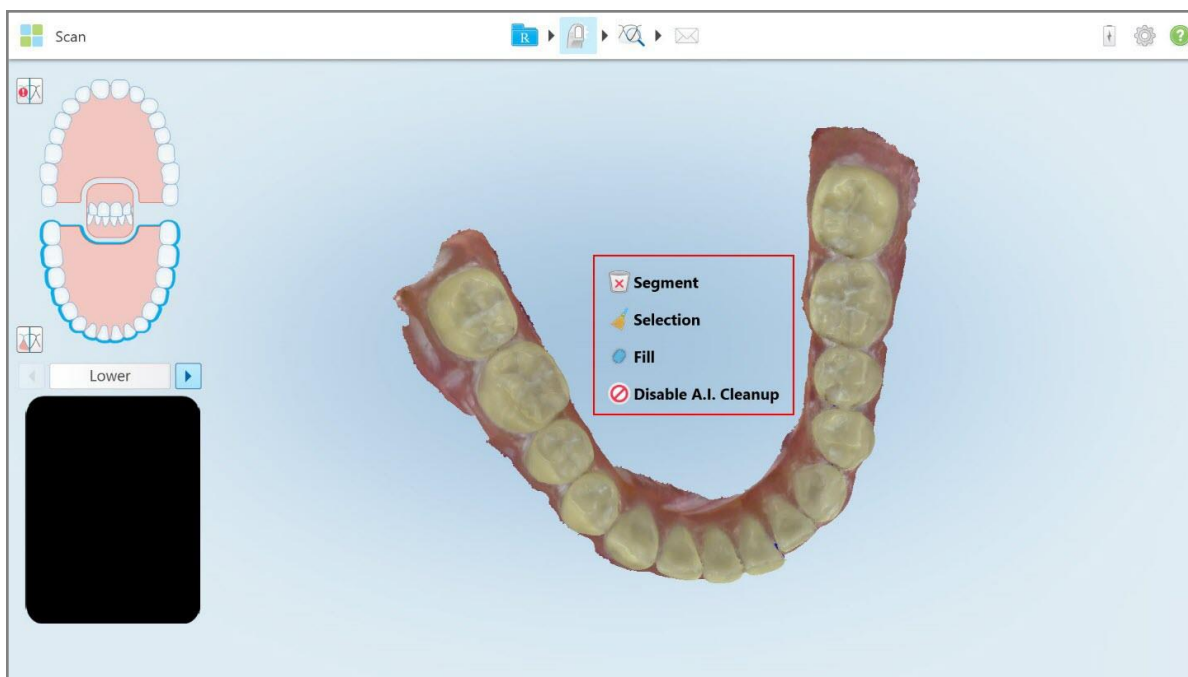 Scan
R
?
Segment
Selection
Fill
Disable A.I. Cleanup
Lower